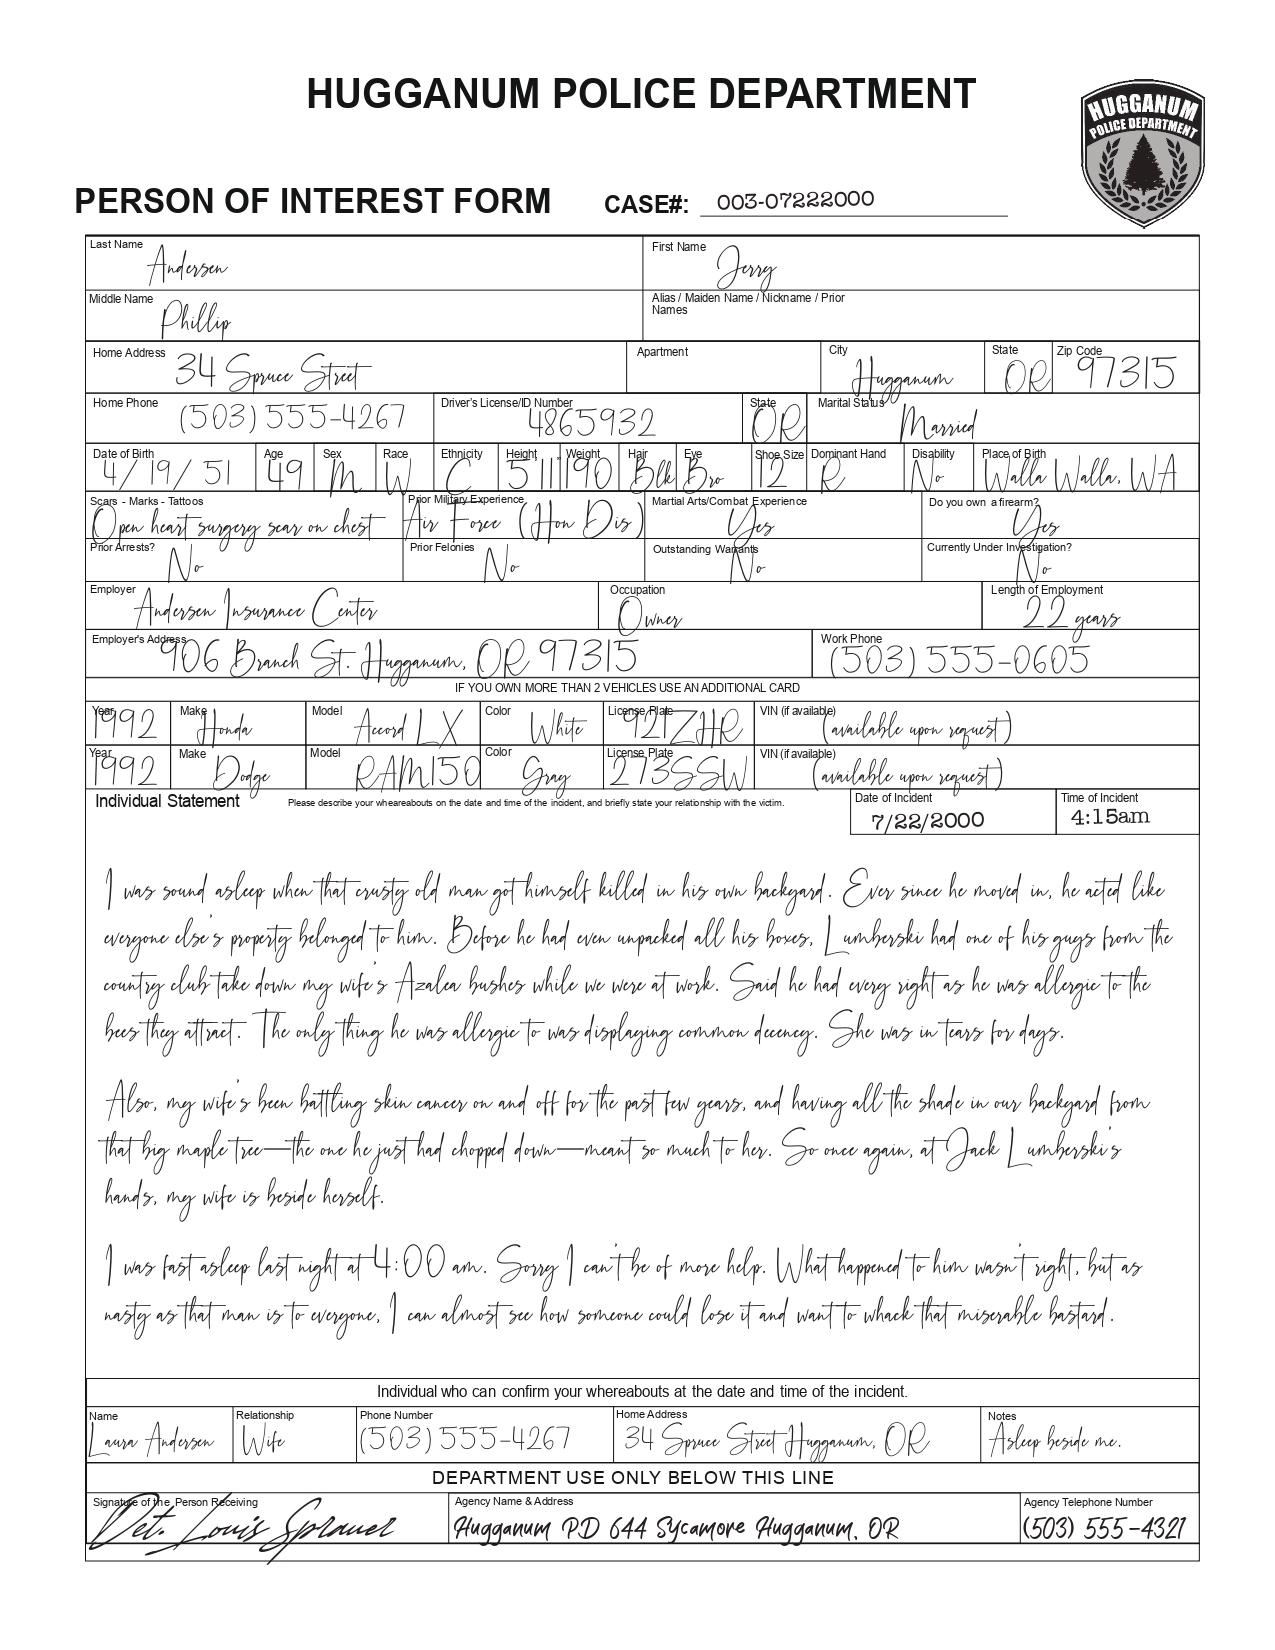 HUGGANUM POLICE DEPARTMENT
HUGGANUM
POLICE DEPARTMENT
PERSON OF INTEREST FORM CASE#: 003-07222000
Last Name Andersen First Name Jerry
Middle Name Phillip Alias / Maiden Name / Nickname / Prior
Names
Home Address 34 Spruce Street Apartment City Hugganum State OR Zip Code 97315
Home Phone (503) 555-4267 Driver's License/ID Number 4865932 State OR Marital Status Married
Date of Birth 4/19/51 Age 49 Sex M Race W Ethnicity C Height 5'11" Weight 190 Hair Blk Eye Bro Shoe Size 12 Dominant Hand R Disability No Place of Birth Walla Walla, WA
Scars - Marks - Tattoos Open heart surgery scar on chest Prior Military Experience Air Force (Hon Dis) Martial Arts/Combat Experience Yes Do you own a firearm? Yes
Prior Arrests? No Prior Felonies No Outstanding Warrants No Currently Under Investigation? No
Employer Andersen Insurance Center Occupation Owner Length of Employment 22 years
Employer's Address 906 Branch St. Hugganum, OR 97315 Work Phone (503) 555-0605
IF YOU OWN MORE THAN 2 VEHICLES USE AN ADDITIONAL CARD
Year 1992 Make Honda Model Accord LX Color White License Plate 921ZHR VIN (if available) (available upon request)
Year 1992 Make Dodge Model RAM150 Color Gray License Plate 273SSW VIN (if available) (available upon request)
Individual Statement Please describe your wheareabouts on the date and time of the incident, and briefly state your relationship with the victim. Date of Incident 7/22/2000 Time of Incident 4:15am
I was sound asleep when that crusty old man got himself killed in his own backyard. Ever since he moved in, he acted like
everyone else's property belonged to him. Before he had even unpacked all his boxes, Lumberski had one of his guys from the
country club take down my wife's Azalea bushes while we were at work. Said he had every right as he was allergic to the
bees they attract. The only thing he was allergic to was displaying common decency. She was in tears for days.
Also, my wife's been battling skin cancer on and off for the past few years, and having all the shade in our backyard from
that big maple tree—the one he just had chopped down—meant so much to her. So once again, at Jack Lumberski's
hands, my wife is beside herself.
I was fast asleep last night at 4:00 am. Sorry I can't be of more help. What happened to him wasn't right, but as
nasty as that man is to everyone, I can almost see how someone could lose it and want to whack that miserable bastard.
Individual who can confirm your whereabouts at the date and time of the incident.
Name Laura Andersen Relationship Wife Phone Number (503) 555-4267 Home Address 34 Spruce Street Hugganum, OR Notes Asleep beside me.
DEPARTMENT USE ONLY BELOW THIS LINE
Signature of the Person Receiving Det. Louis Sprauer Agency Name & Address Hugganum PD 644 Sycamore Hugganum, OR Agency Telephone Number (503) 555-4321